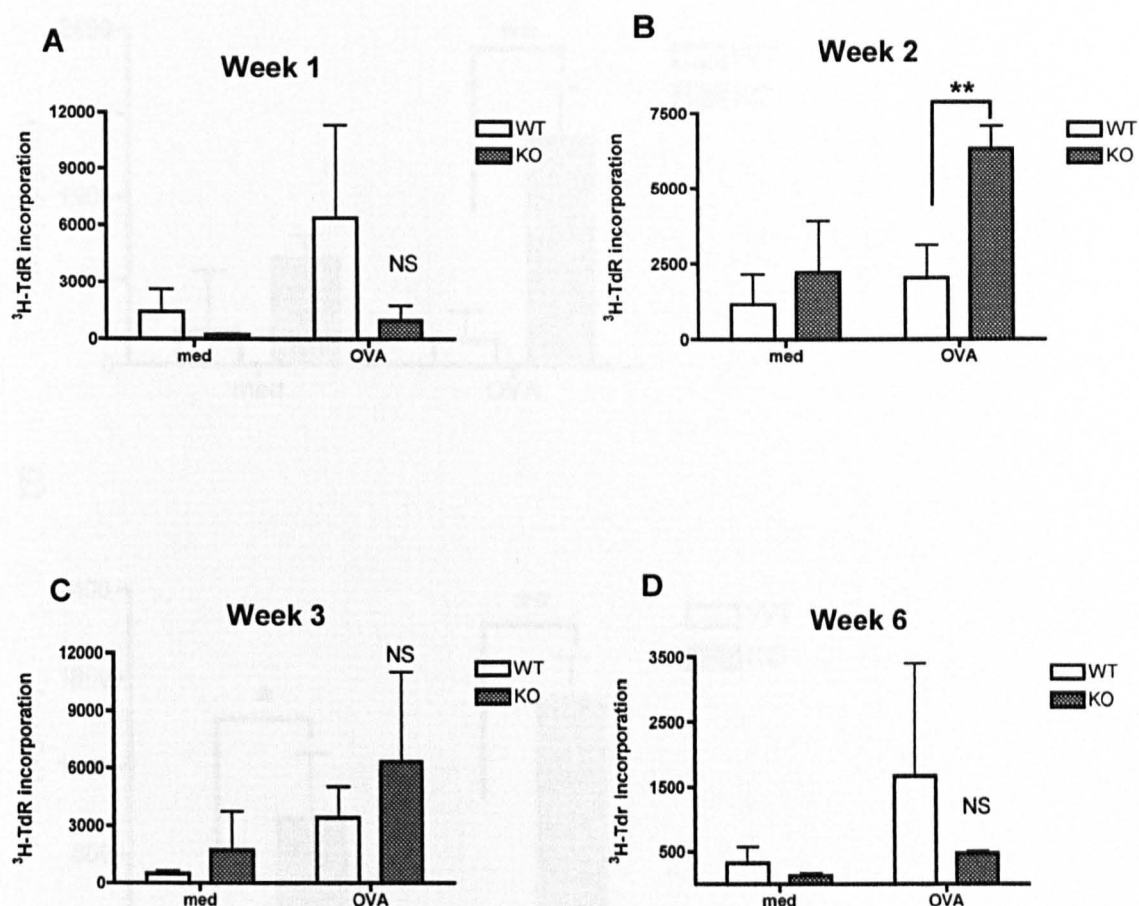 A
Week 1
³H-TdR incorporation
12000
9000
6000
3000
0
NS
med
OVA
WT
KO
B
Week 2
³H-TdR incorporation
7500
5000
2500
0
**
med
OVA
WT
KO
C
Week 3
³H-TdR incorporation
12000
9000
6000
3000
0
NS
med
OVA
WT
KO
D
Week 6
³H-Tdr Incorporation
3500
2500
1500
500
NS
med
OVA
WT
KO